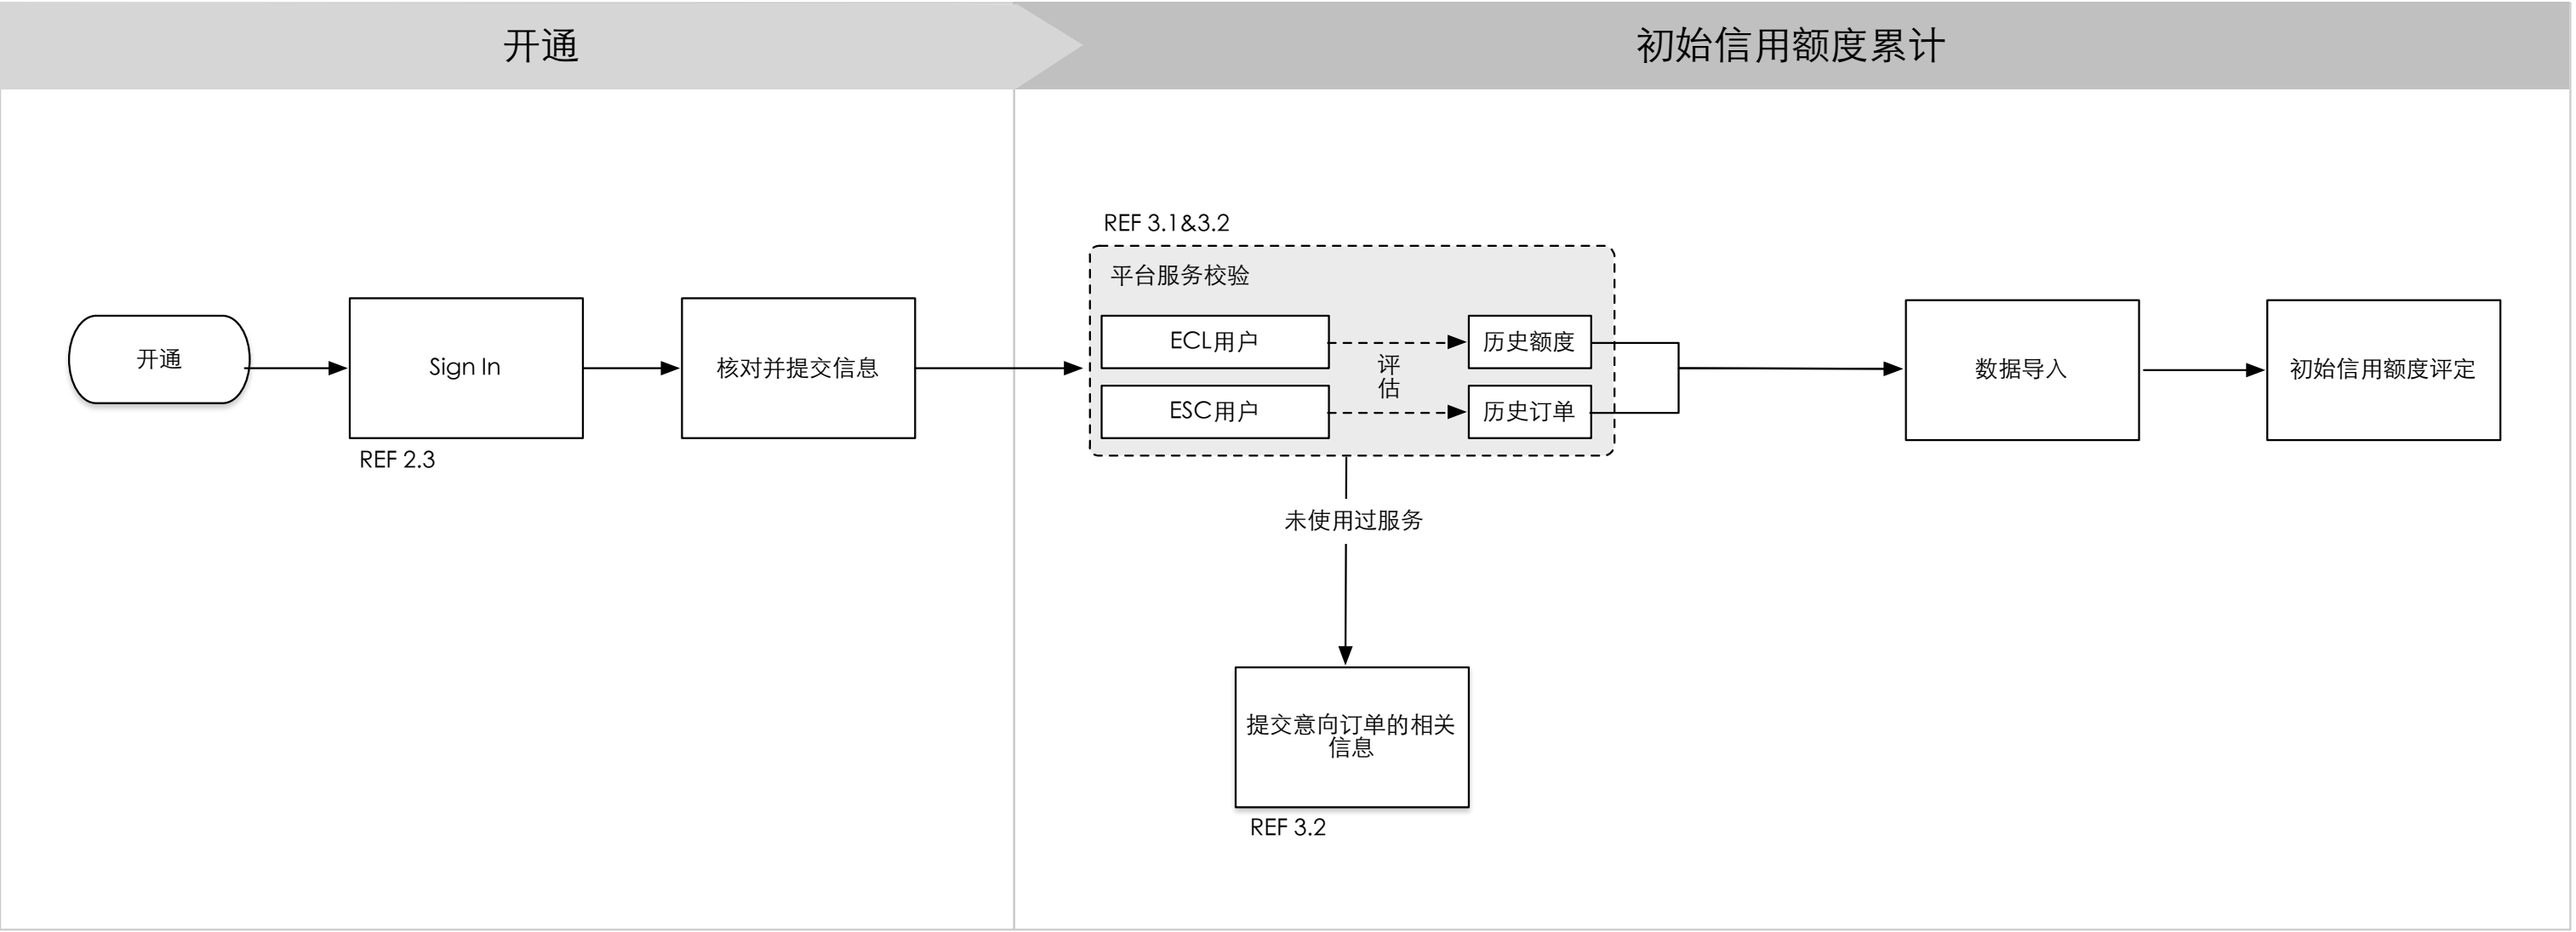 开通
初始信用额度累计
开通
Sign In
REF 2.3
核对并提交信息
REF 3.1&3.2
平台服务校验
ECL用户
ESC用户
评
估
历史额度
历史订单
未使用过服务
提交意向订单的相关
信息
REF 3.2
数据导入
初始信用额度评定